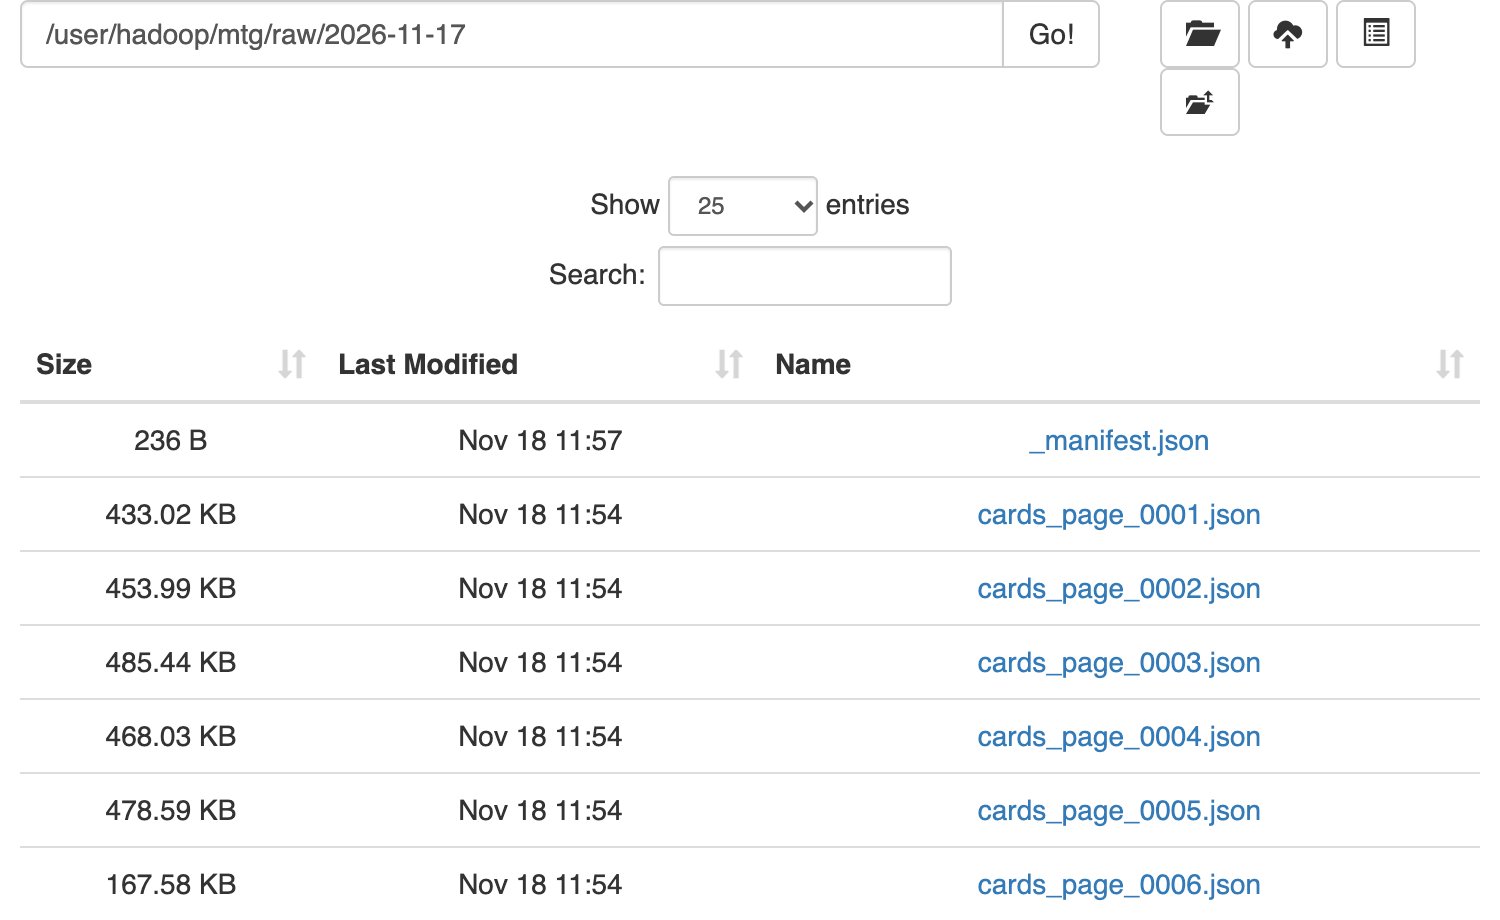 /user/hadoop/mtg/raw/2026-11-17 Go!
Show 25 entries
Search:
Size Last Modified Name
236 B Nov 18 11:57 _manifest.json
433.02 KB Nov 18 11:54 cards_page_0001.json
453.99 KB Nov 18 11:54 cards_page_0002.json
485.44 KB Nov 18 11:54 cards_page_0003.json
468.03 KB Nov 18 11:54 cards_page_0004.json
478.59 KB Nov 18 11:54 cards_page_0005.json
167.58 KB Nov 18 11:54 cards_page_0006.json